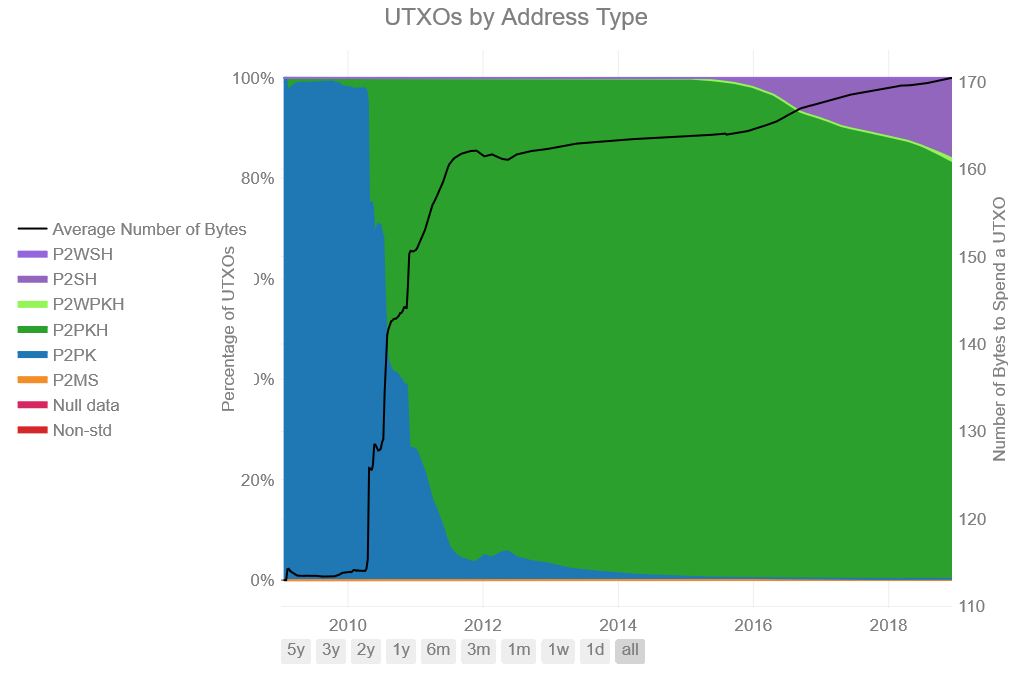 UTXOs by Address Type
100%
80%
0%
0%
20%
0%
Percentage of UTXOs
170
160
150
140
130
120
110
Number of Bytes to Spend a UTXO
Average Number of Bytes
P2WSH
P2SH
P2WPKH
P2PKH
P2PK
P2MS
Null data
Non-std
2010 2012 2014 2016 2018
5y 3y 2y 1y 6m 3m 1m 1w 1d all